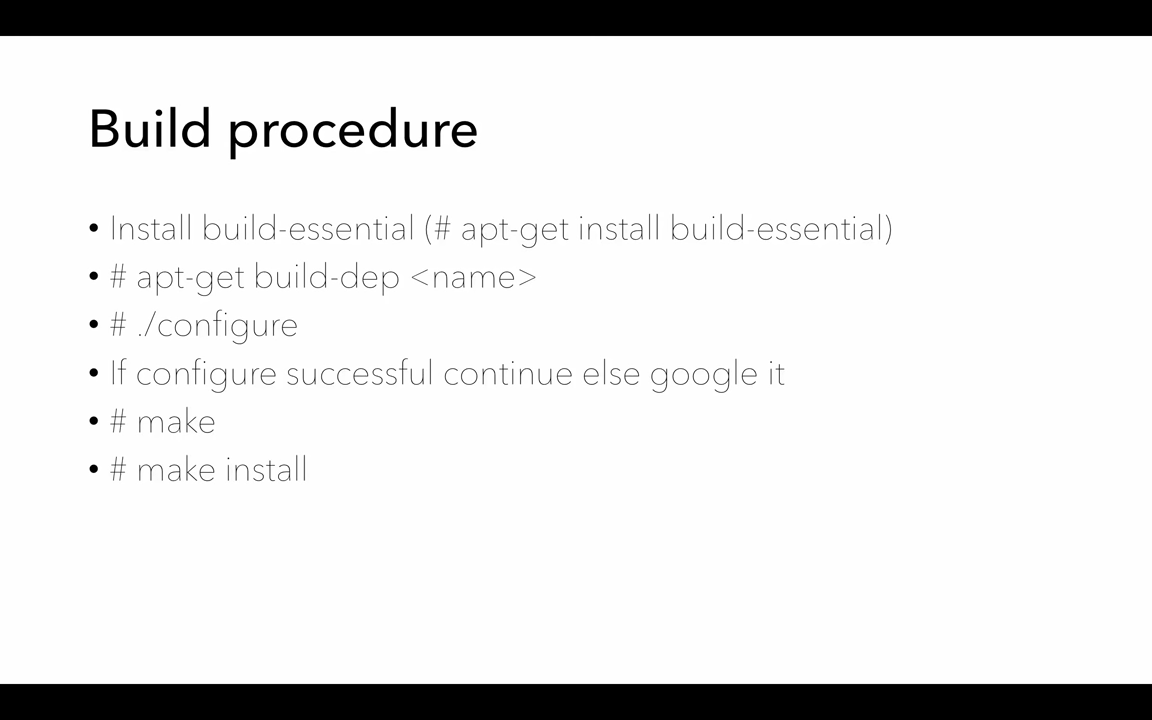 Build procedure
• Install build-essential (# apt-get install build-essential)
• # apt-get build-dep <name>
• # ./configure
• If configure successful continue else google it
• # make
• # make install